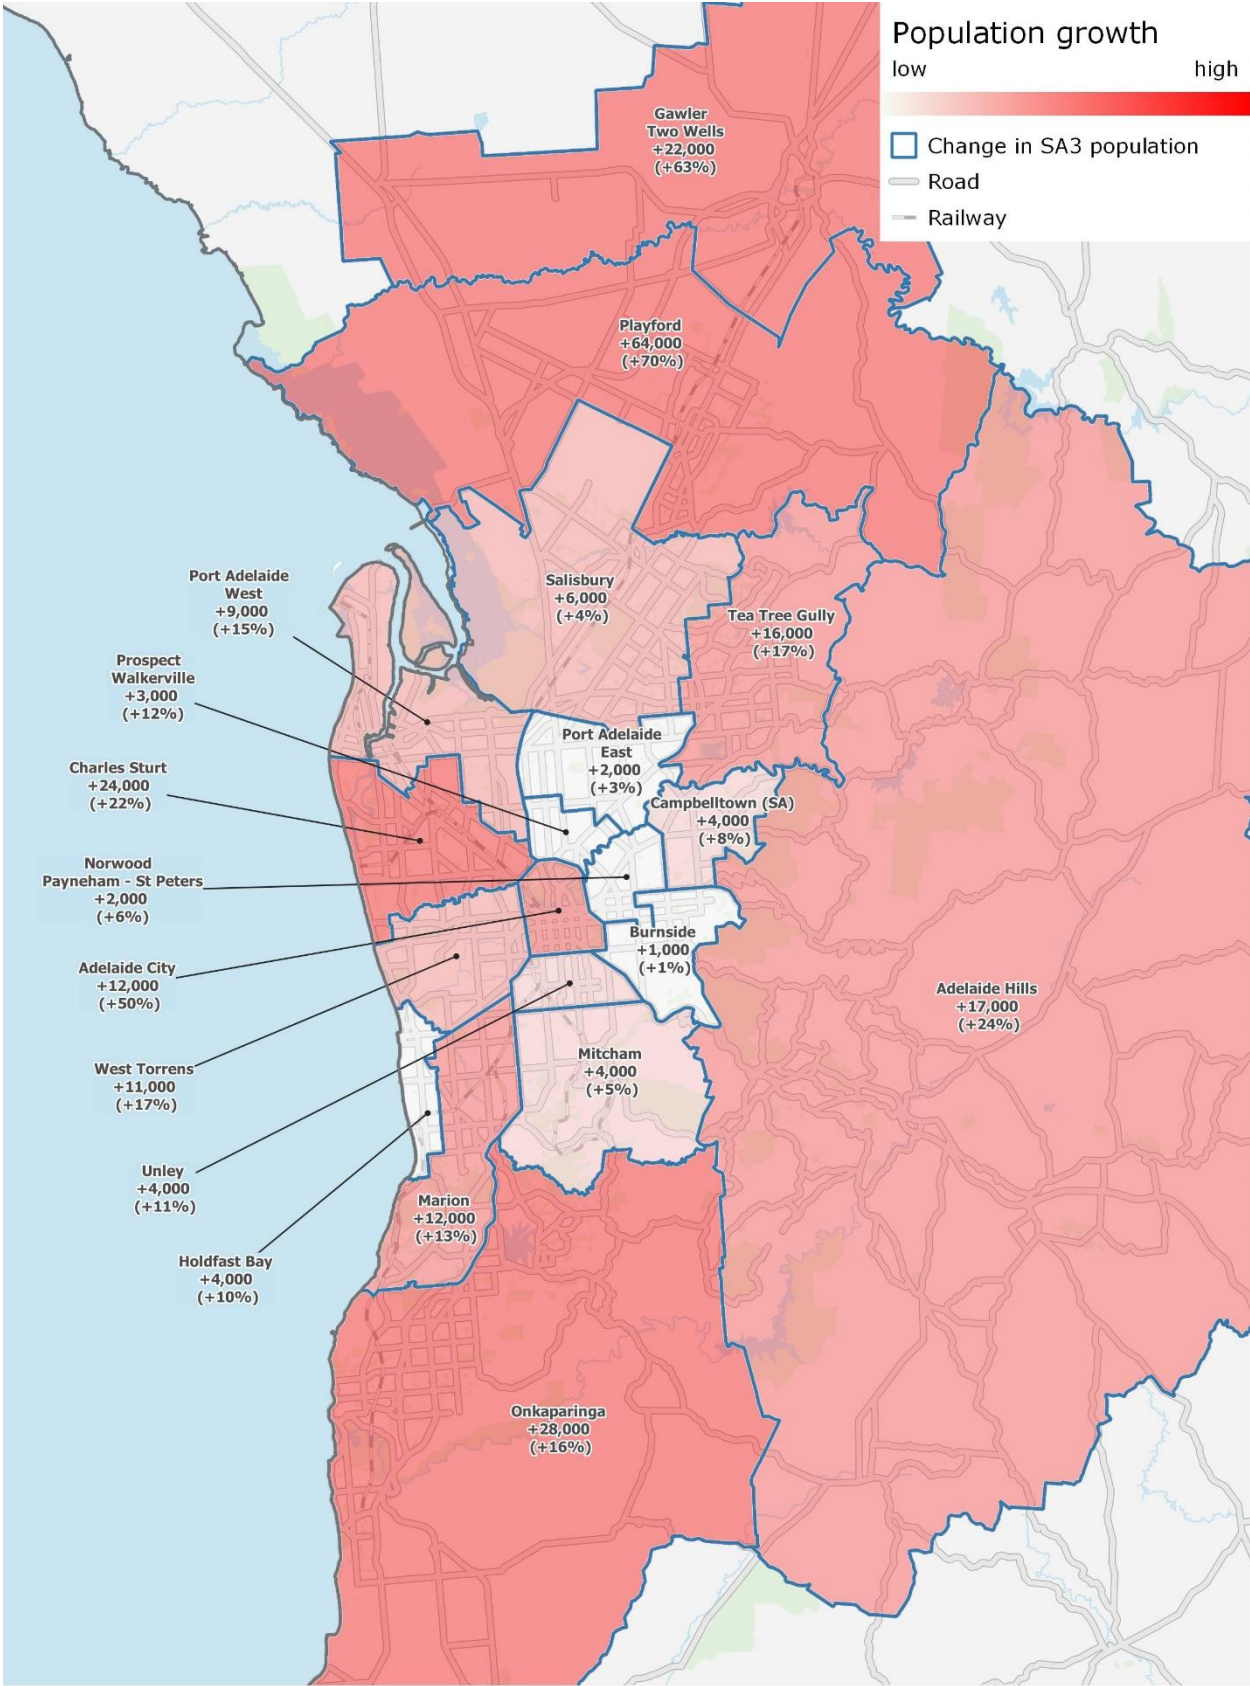 Population growth
low high
Change in SA3 population
Road
Railway
Gawler
Two Wells
+22,000
(+63%)
Playford
+64,000
(+70%)
Salisbury
+6,000
(+4%)
Port Adelaide
West
+9,000
(+15%)
Tea Tree Gully
+16,000
(+17%)
Prospect
Walkerville
+3,000
(+12%)
Port Adelaide
East
+2,000
(+3%)
Charles Sturt
+24,000
(+22%)
Campbelltown (SA)
+4,000
(+8%)
Norwood
Payneham - St Peters
+2,000
(+6%)
Burnside
+1,000
(+1%)
Adelaide City
+12,000
(+50%)
Adelaide Hills
+17,000
(+24%)
West Torrens
+11,000
(+17%)
Mitcham
+4,000
(+5%)
Unley
+4,000
(+11%)
Marion
+12,000
(+13%)
Holdfast Bay
+4,000
(+10%)
Onkaparinga
+28,000
(+16%)